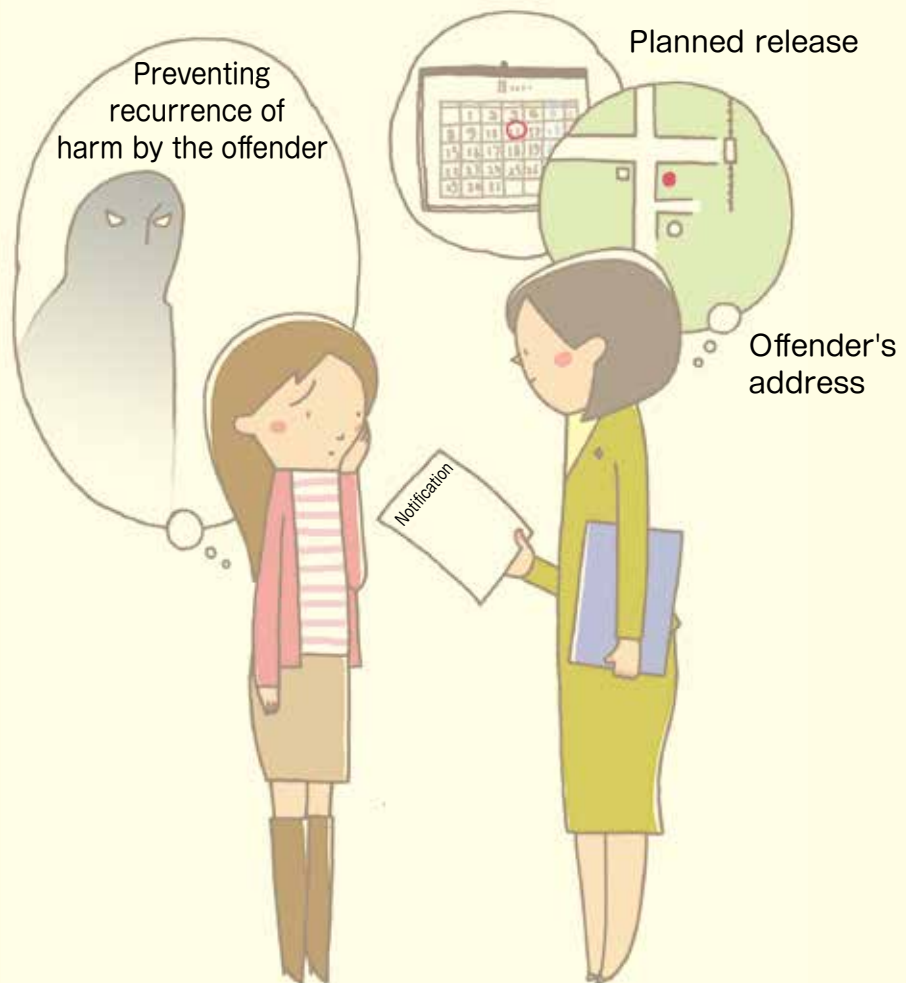 Preventing
recurrence of
harm by the offender
Planned release
Notification
Offender's
address